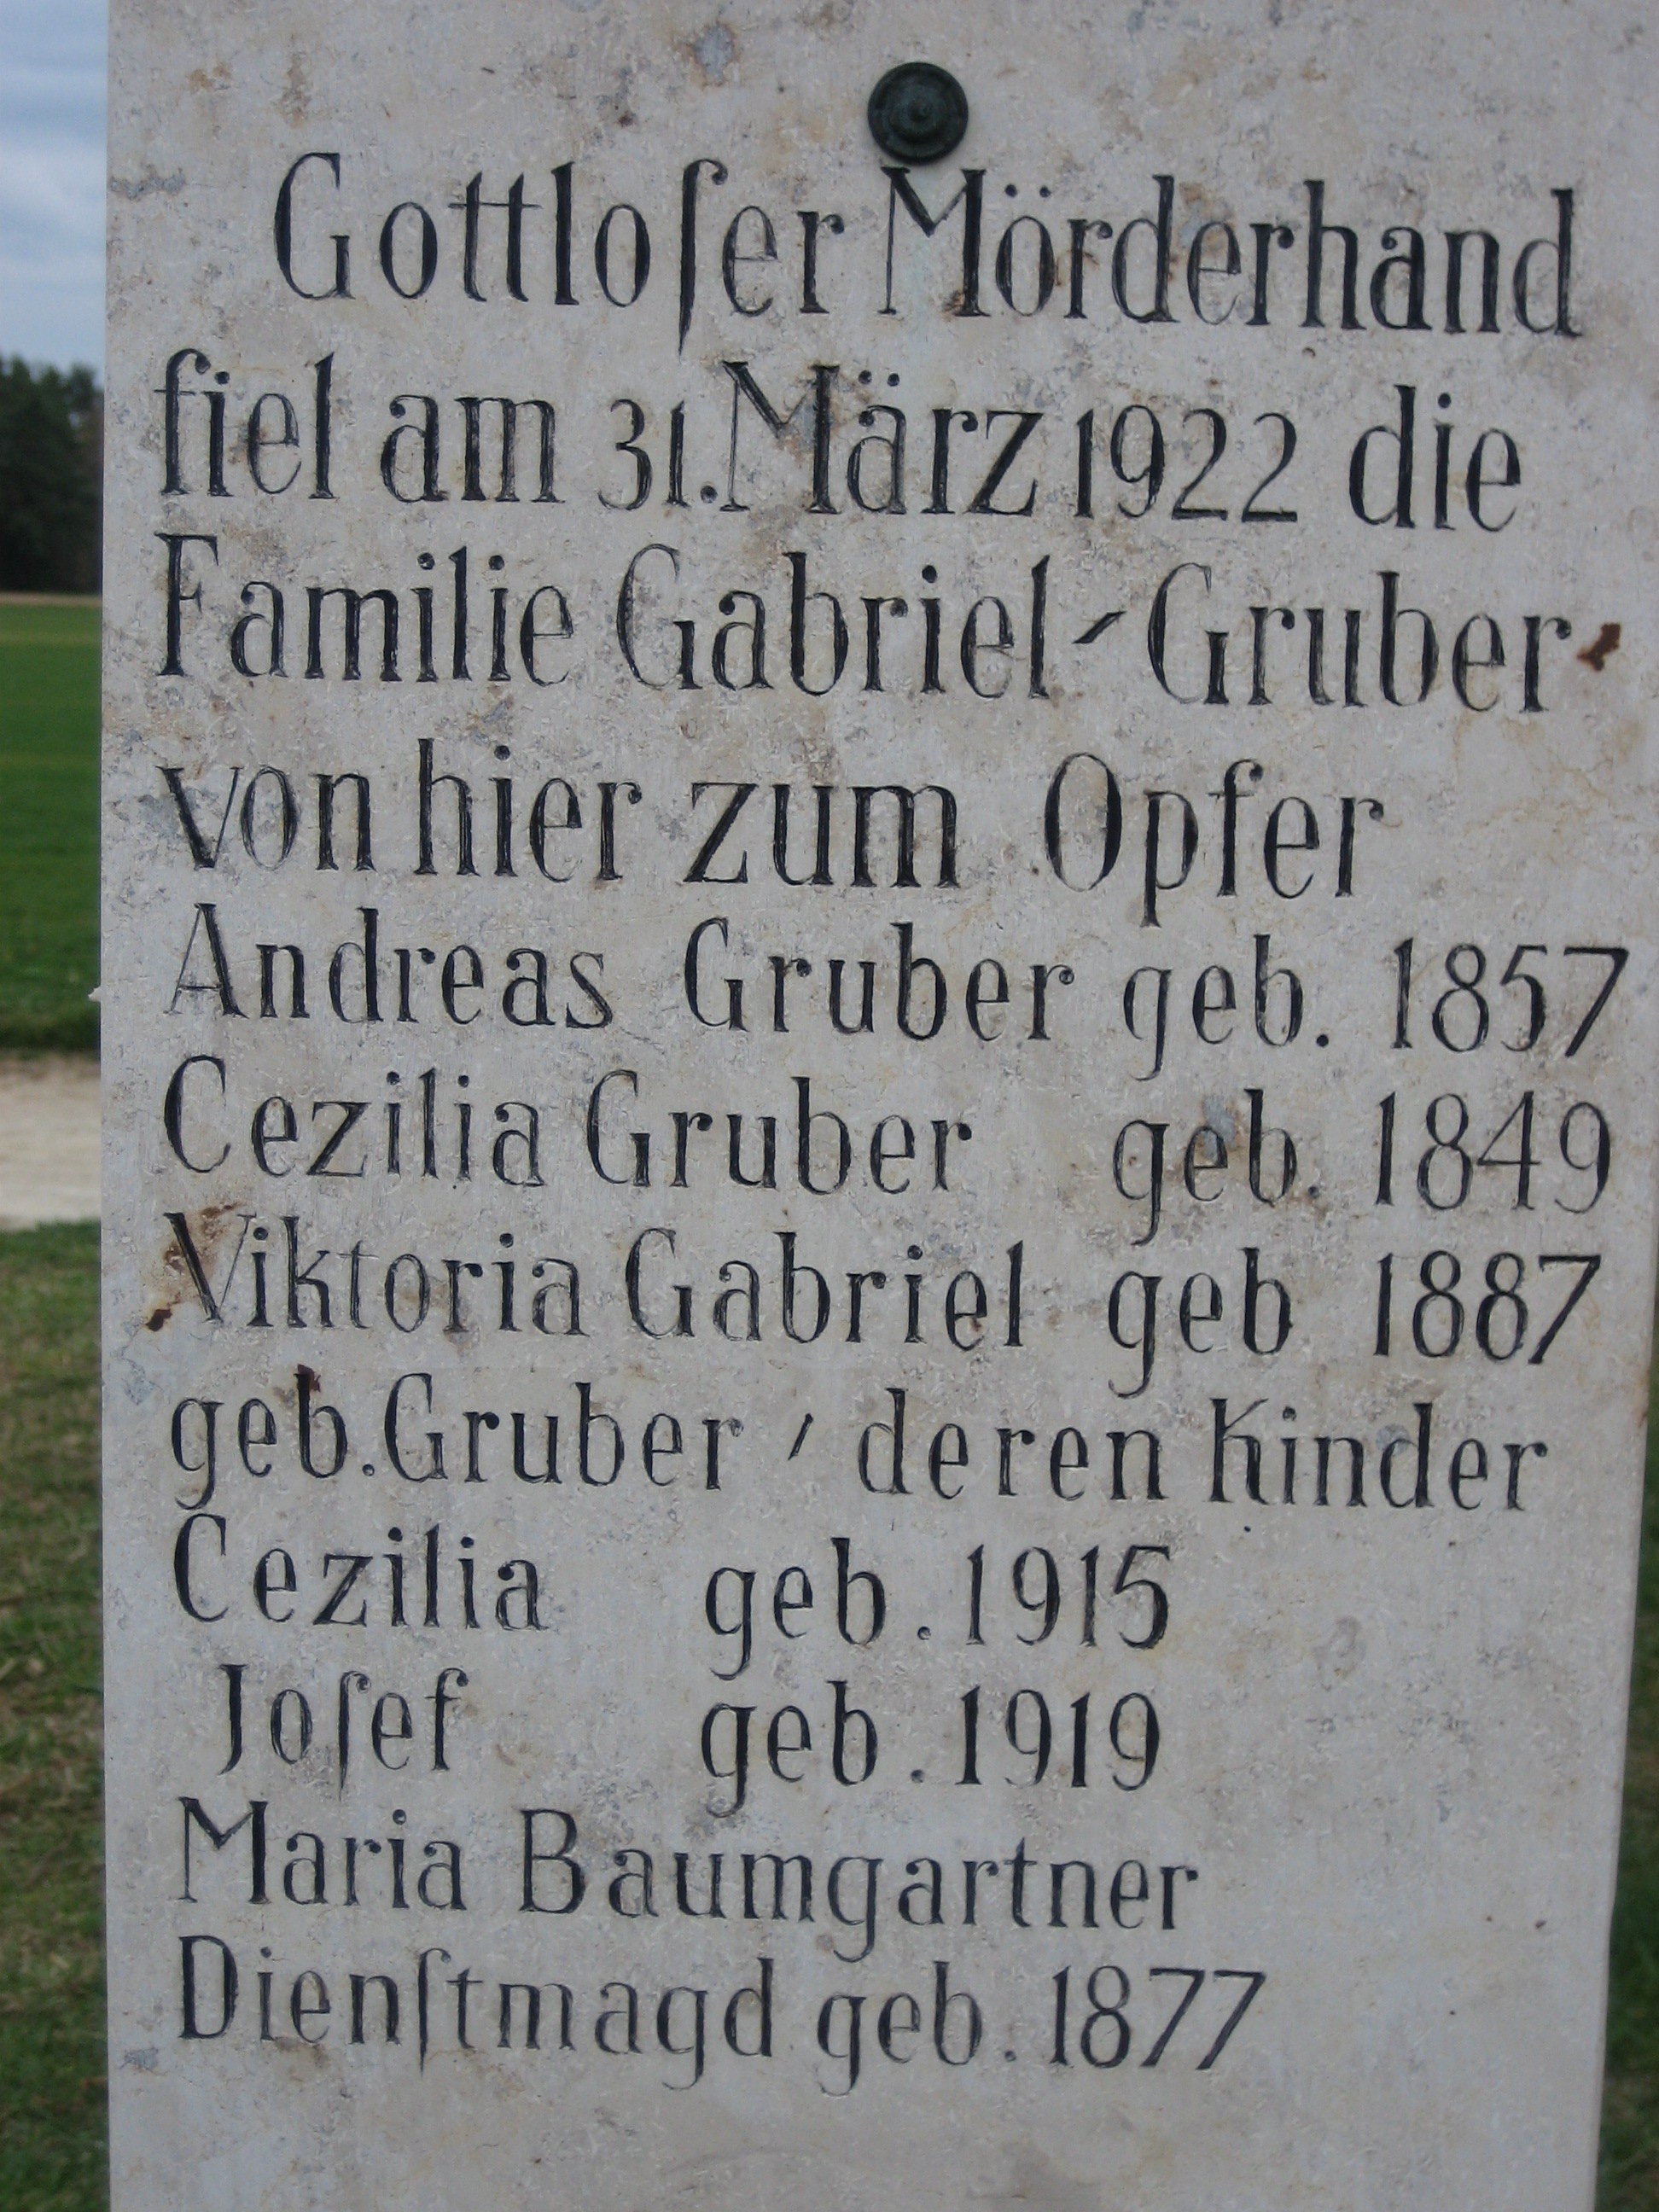 Gottloſer Mörderhand
fiel am 31. März 1922 die
Familie Gabriel-Gruber
von hier zum Opfer
Andreas Gruber geb. 1857
Cezilia Gruber geb. 1849
Viktoria Gabriel geb 1887
geb. Gruber, deren Kinder
Cezilia geb. 1915
Joſef geb. 1919
Maria Baumgartner
Dienſtmagd geb. 1877